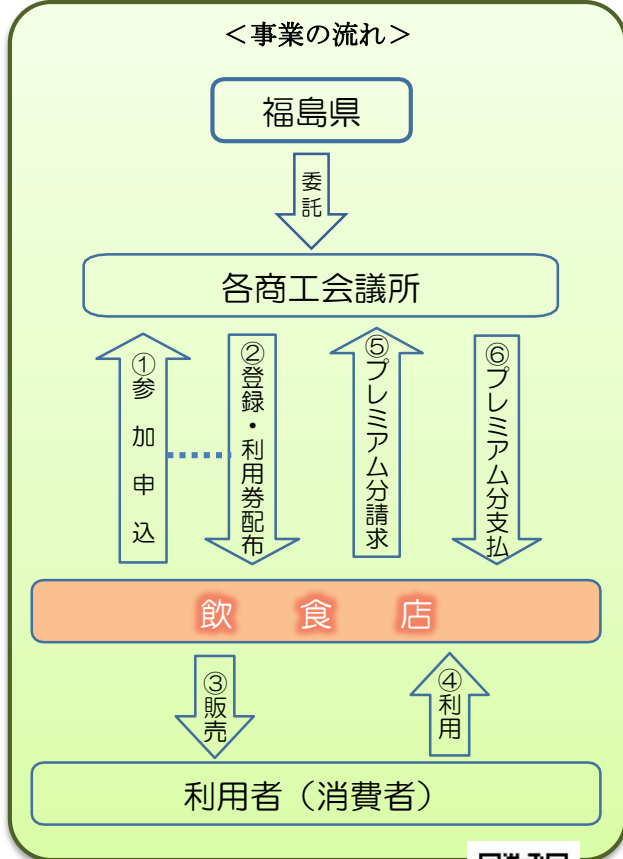 ＜事業の流れ＞
福島県
委託
各商工会議所
①参加申込
②登録・利用券配布
⑤プレミアム分請求
⑥プレミアム分支払
飲食店
③販売
④利用
利用者（消費者）